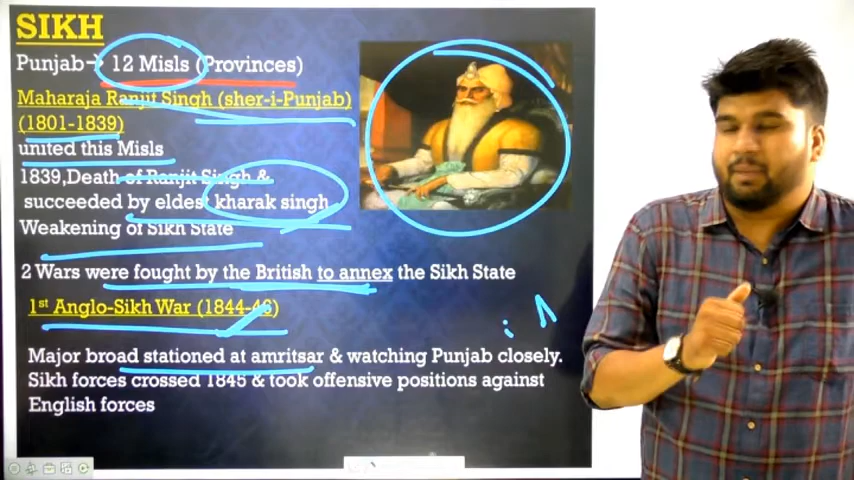 SIKH
Punjab→ 12 Misls (Provinces)
Maharaja Ranjit Singh (sher-i-Punjab)
(1801-1839)
united this Misls
1839,Death of Ranjit Singh &
succeeded by eldest kharak singh
Weakening of Sikh State
2 Wars were fought by the British to annex the Sikh State
1st Anglo-Sikh War (1844-46)
Major broad stationed at amritsar & watching Punjab closely.
Sikh forces crossed 1845 & took offensive positions against
English forces